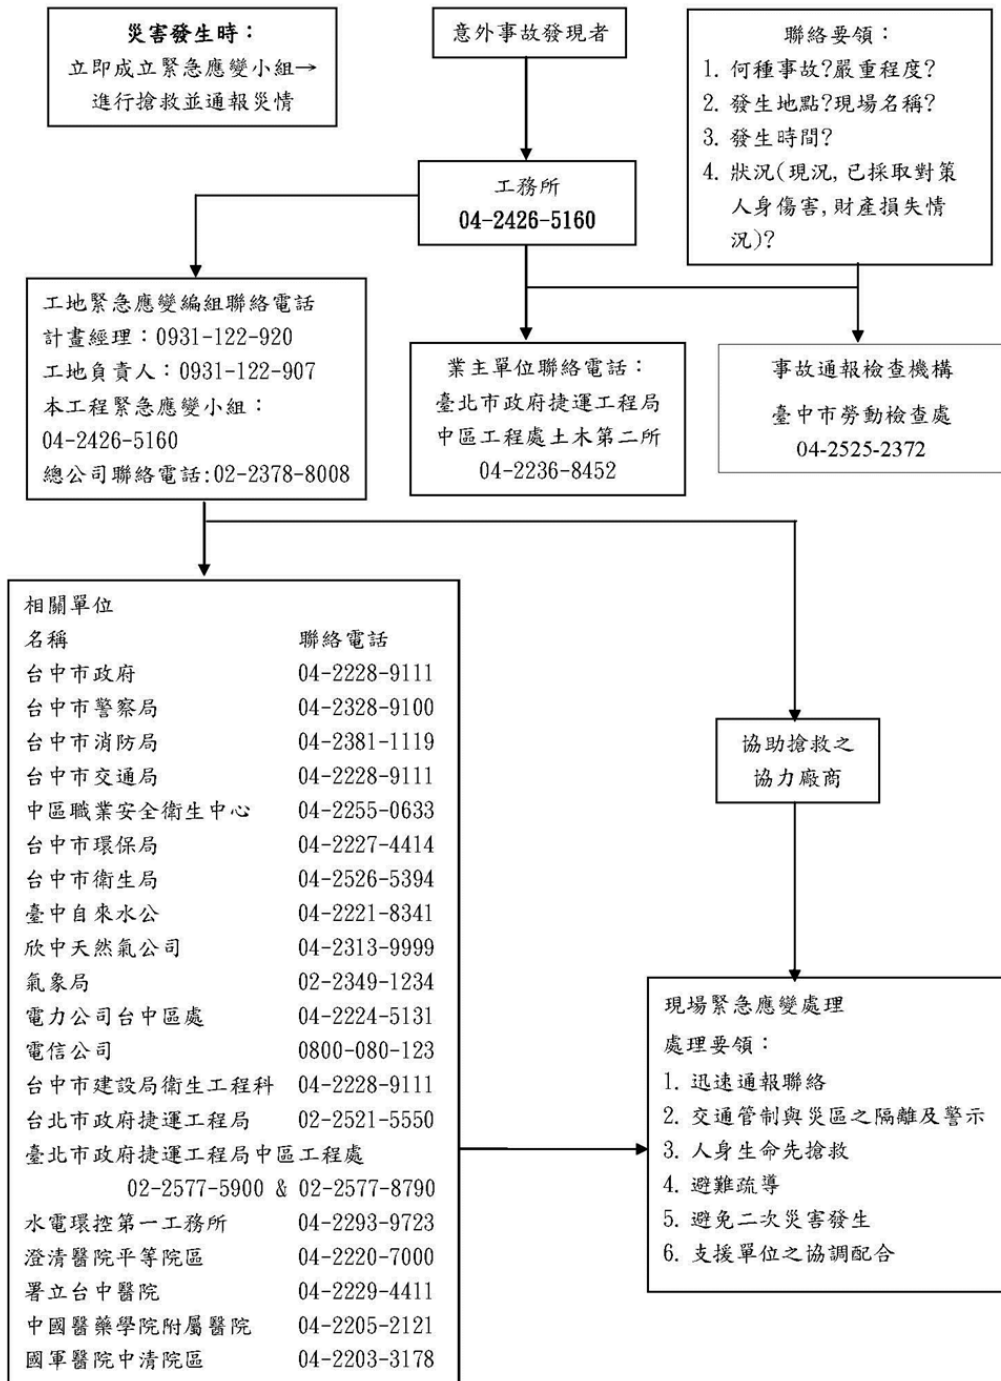 災害發生時：
立即成立緊急應變小組→
進行搶救並通報災情
意外事故發現者
聯絡要領：
1. 何種事故?嚴重程度?
2. 發生地點?現場名稱?
3. 發生時間?
4. 狀況(現況,已採取對策
人身傷害,財產損失情
況)?
工務所
04-2426-5160
工地緊急應變編組聯絡電話
計畫經理：0931-122-920
工地負責人：0931-122-907
本工程緊急應變小組：
04-2426-5160
總公司聯絡電話:02-2378-8008
業主單位聯絡電話：
臺北市政府捷運工程局
中區工程處土木第二所
04-2236-8452
事故通報檢查機構
臺中市勞動檢查處
04-2525-2372
相關單位
名稱 聯絡電話
台中市政府 04-2228-9111
台中市警察局 04-2328-9100
台中市消防局 04-2381-1119
台中市交通局 04-2228-9111
中區職業安全衛生中心 04-2255-0633
台中市環保局 04-2227-4414
台中市衛生局 04-2526-5394
臺中自來水公 04-2221-8341
欣中天然氣公司 04-2313-9999
氣象局 02-2349-1234
電力公司台中區處 04-2224-5131
電信公司 0800-080-123
台中市建設局衛生工程科 04-2228-9111
台北市政府捷運工程局 02-2521-5550
臺北市政府捷運工程局中區工程處
02-2577-5900 & 02-2577-8790
水電環控第一工務所 04-2293-9723
澄清醫院平等院區 04-2220-7000
署立台中醫院 04-2229-4411
中國醫藥學院附屬醫院 04-2205-2121
國軍醫院中清院區 04-2203-3178
協助搶救之
協力廠商
現場緊急應變處理
處理要領：
1. 迅速通報聯絡
2. 交通管制與災區之隔離及警示
3. 人身生命先搶救
4. 避難疏導
5. 避免二次災害發生
6. 支援單位之協調配合